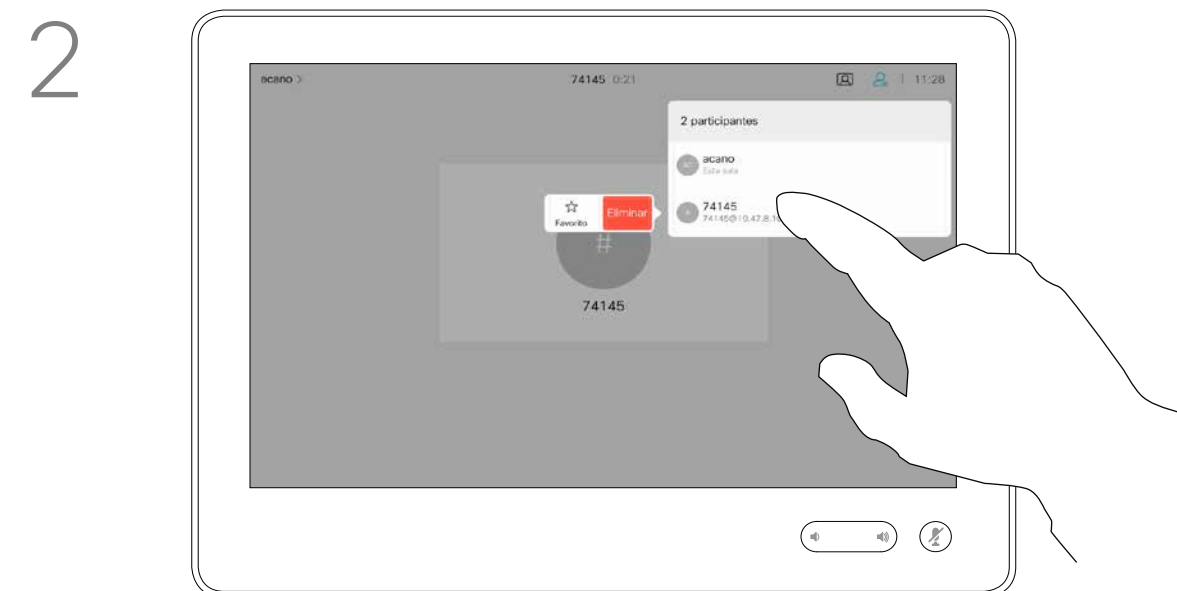 2
acano >
74145 0:21
11:28
2 participantes
acano
Esta sala
74145
Favorito
Eliminar
#
74145